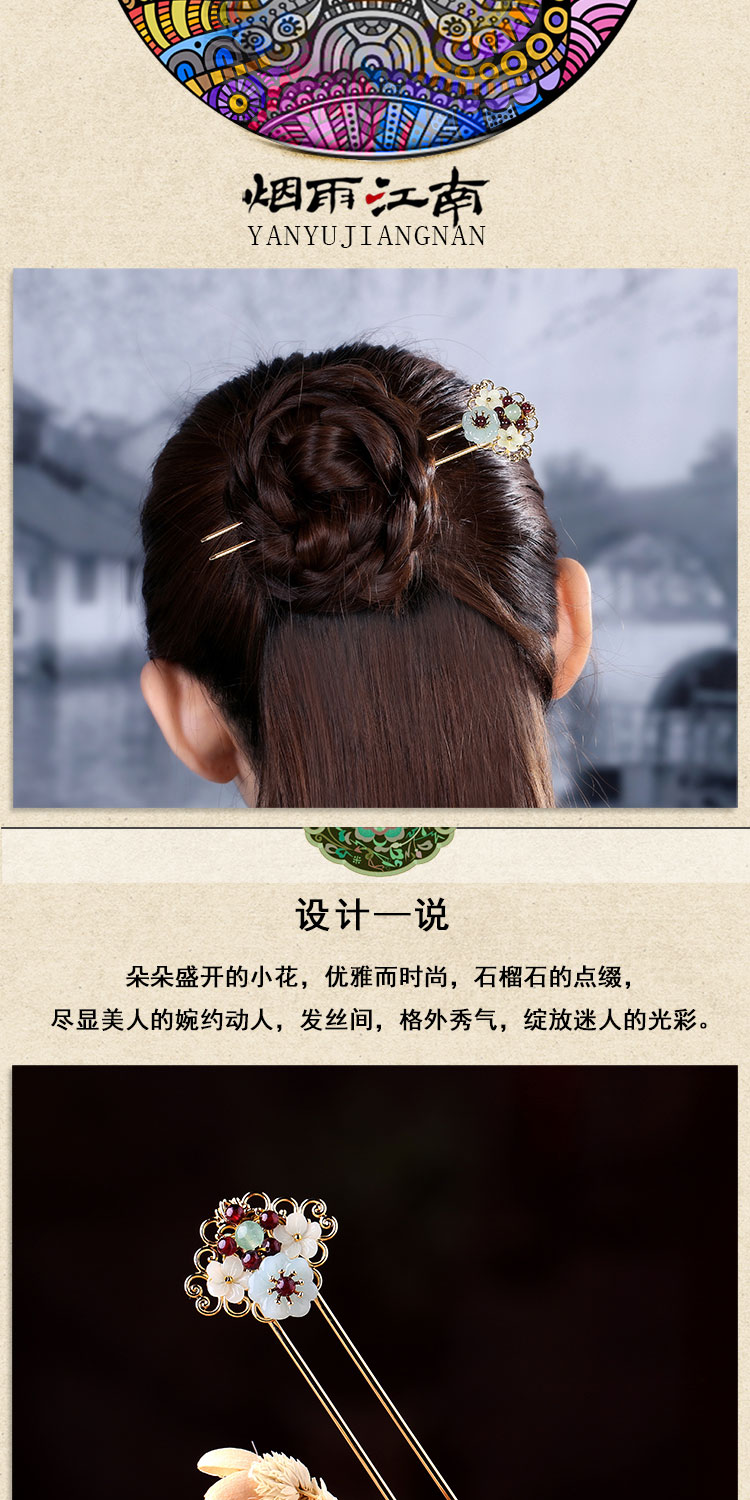 烟雨江南
YANYUJIANGNAN
设计一说
朵朵盛开的小花，优雅而时尚，石榴石的点缀，
尽显美人的婉约动人，发丝间，格外秀气，绽放迷人的光彩。